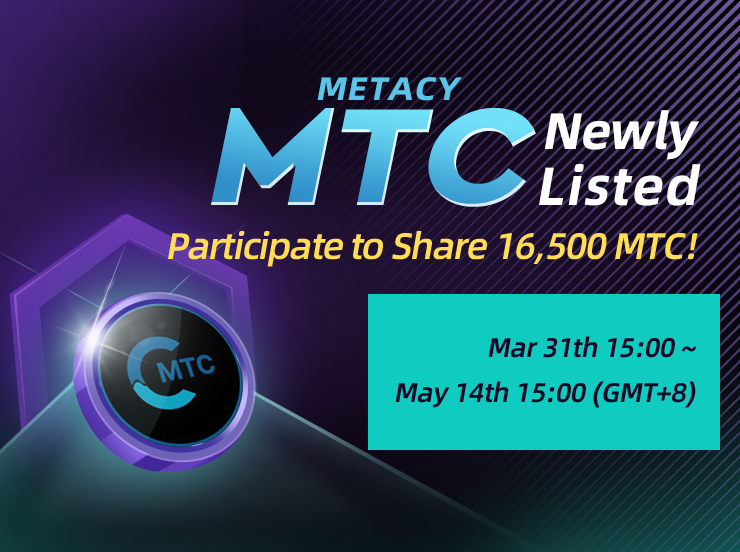 METACY
MTC
Newly
Listed
Participate to Share 16,500 MTC!
Mar 31th 15:00 ~
May 14th 15:00 (GMT+8)
MTC